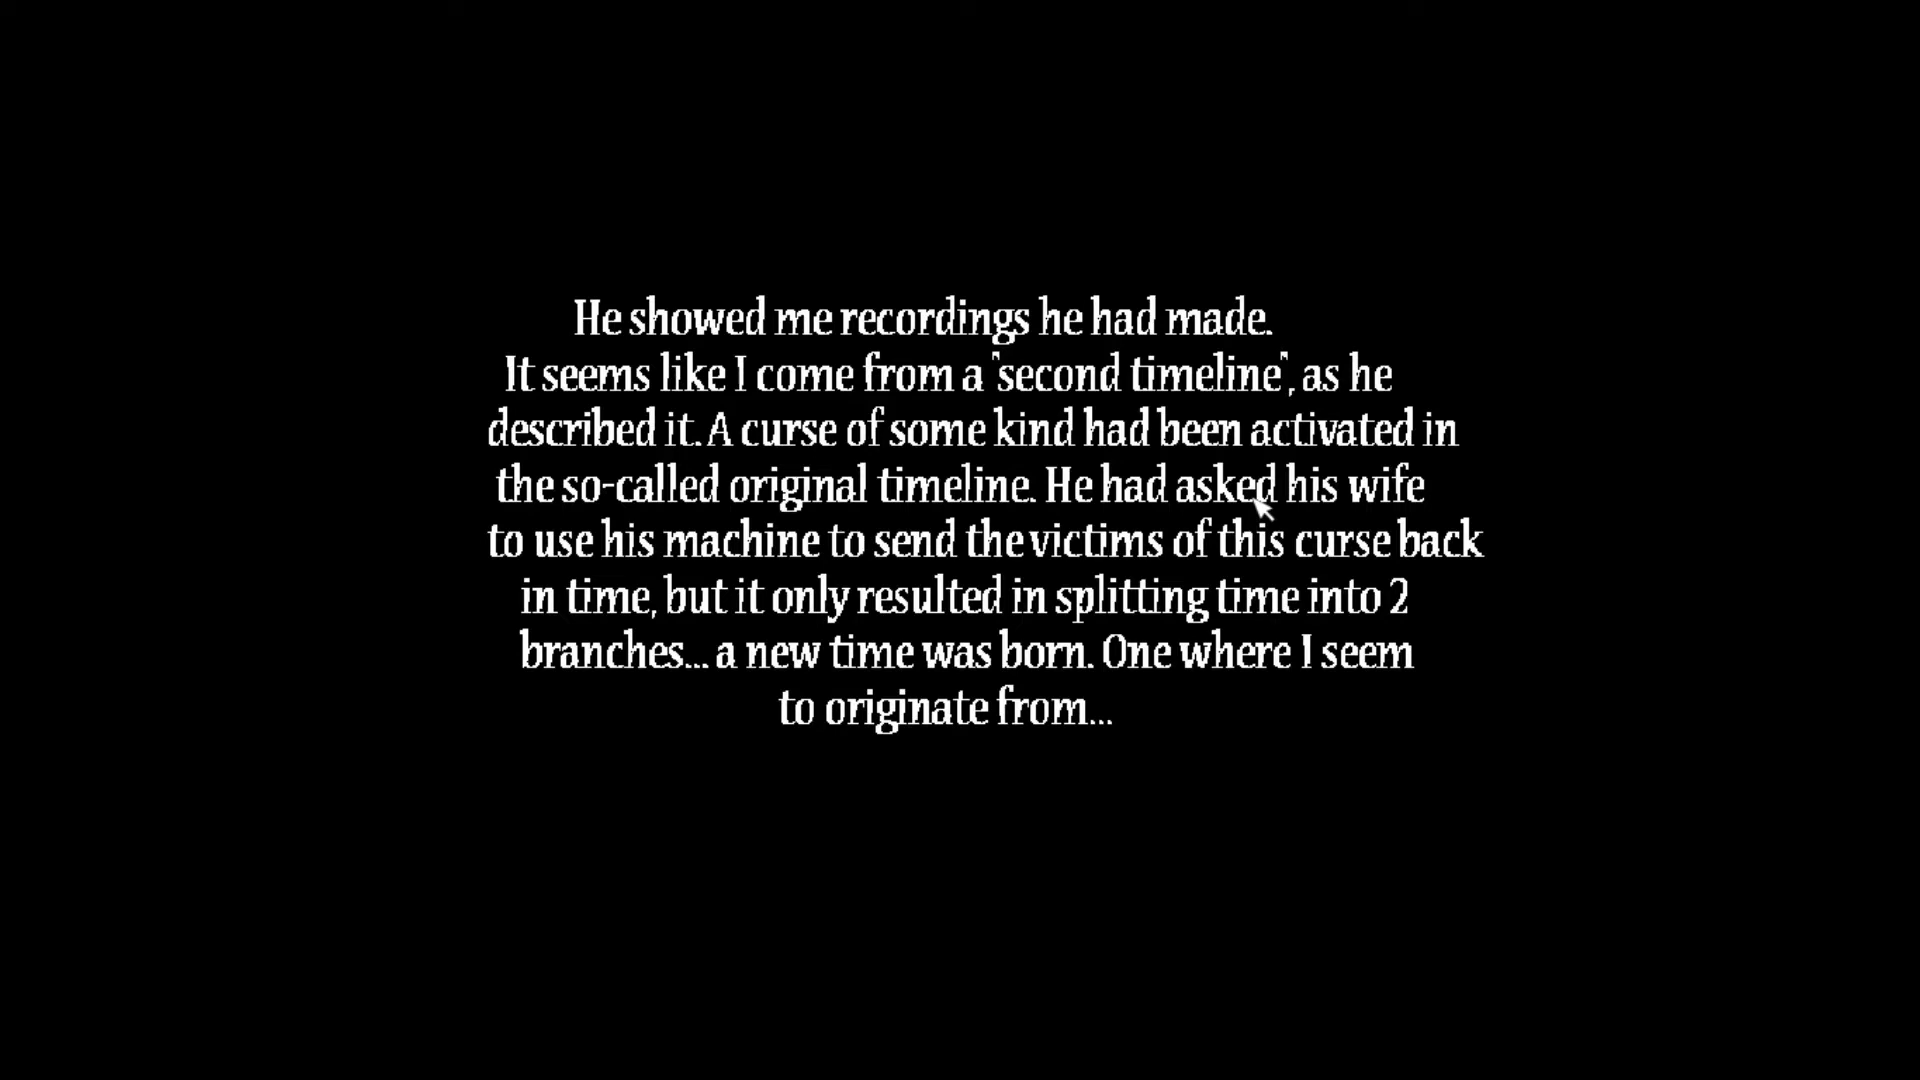 He showed me recordings he had made.
It seems like I come from a "second timeline", as he
described it. A curse of some kind had been activated in
the so-called original timeline. He had asked his wife
to use his machine to send the victims of this curse back
in time, but it only resulted in splitting time into 2
branches... a new time was born. One where I seem
to originate from...